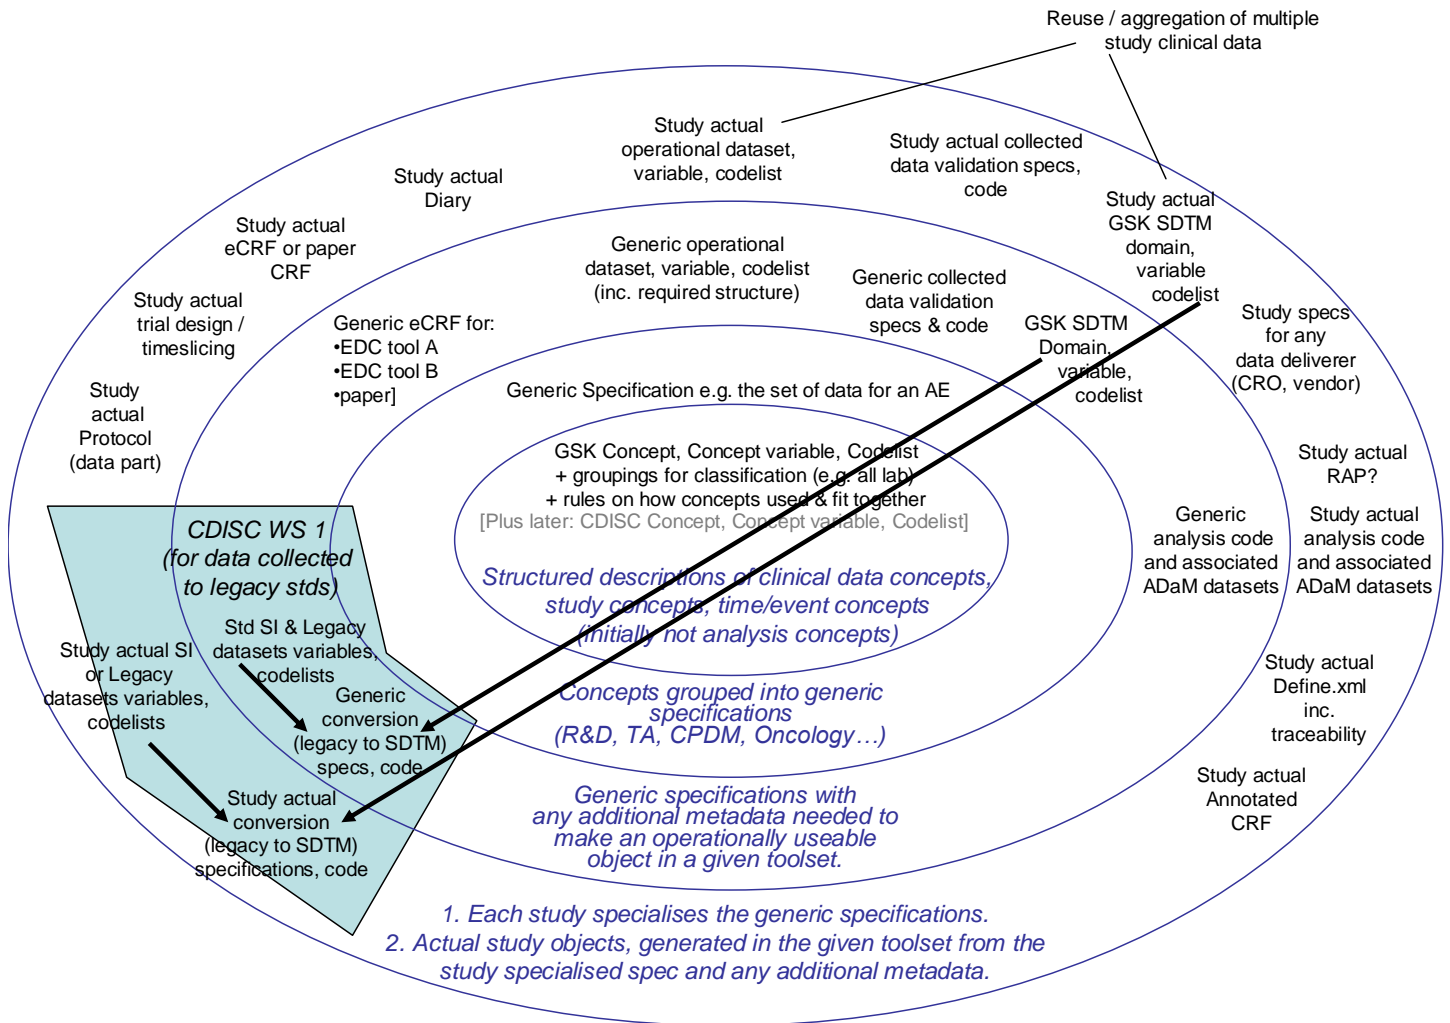 Reuse / aggregation of multiple
study clinical data
Study actual
operational dataset,
variable, codelist
Study actual collected
data validation specs,
code
Study actual
Diary
Study actual
GSK SDTM
domain,
variable
codelist
Study actual
eCRF or paper
CRF
Generic operational
dataset, variable, codelist
(inc. required structure)
Generic collected
data validation
specs & code
Study actual
trial design /
timeslicing
Generic eCRF for:
•EDC tool A
•EDC tool B
•paper]
GSK SDTM
Domain,
variable,
codelist
Study specs
for any
data deliverer
(CRO, vendor)
Study
actual
Protocol
(data part)
Generic Specification e.g. the set of data for an AE
GSK Concept, Concept variable, Codelist
+ groupings for classification (e.g. all lab)
+ rules on how concepts used & fit together
[Plus later: CDISC Concept, Concept variable, Codelist]
Study actual
RAP?
Generic
analysis code
and associated
ADaM datasets
Study actual
analysis code
and associated
ADaM datasets
CDISC WS 1
(for data collected
to legacy stds)
Structured descriptions of clinical data concepts,
study concepts, time/event concepts
(initially not analysis concepts)
Std SI & Legacy
datasets variables,
codelists
Study actual SI
or Legacy
datasets variables,
codelists
Generic
conversion
(legacy to SDTM)
specs, code
Concepts grouped into generic
specifications
(R&D, TA, CPDM, Oncology…)
Study actual
Define.xml
inc.
traceability
Study actual
Annotated
CRF
Study actual
conversion
(legacy to SDTM)
specifications, code
Generic specifications with
any additional metadata needed to
make an operationally useable
object in a given toolset.
1. Each study specialises the generic specifications.
2. Actual study objects, generated in the given toolset from the
study specialised spec and any additional metadata.